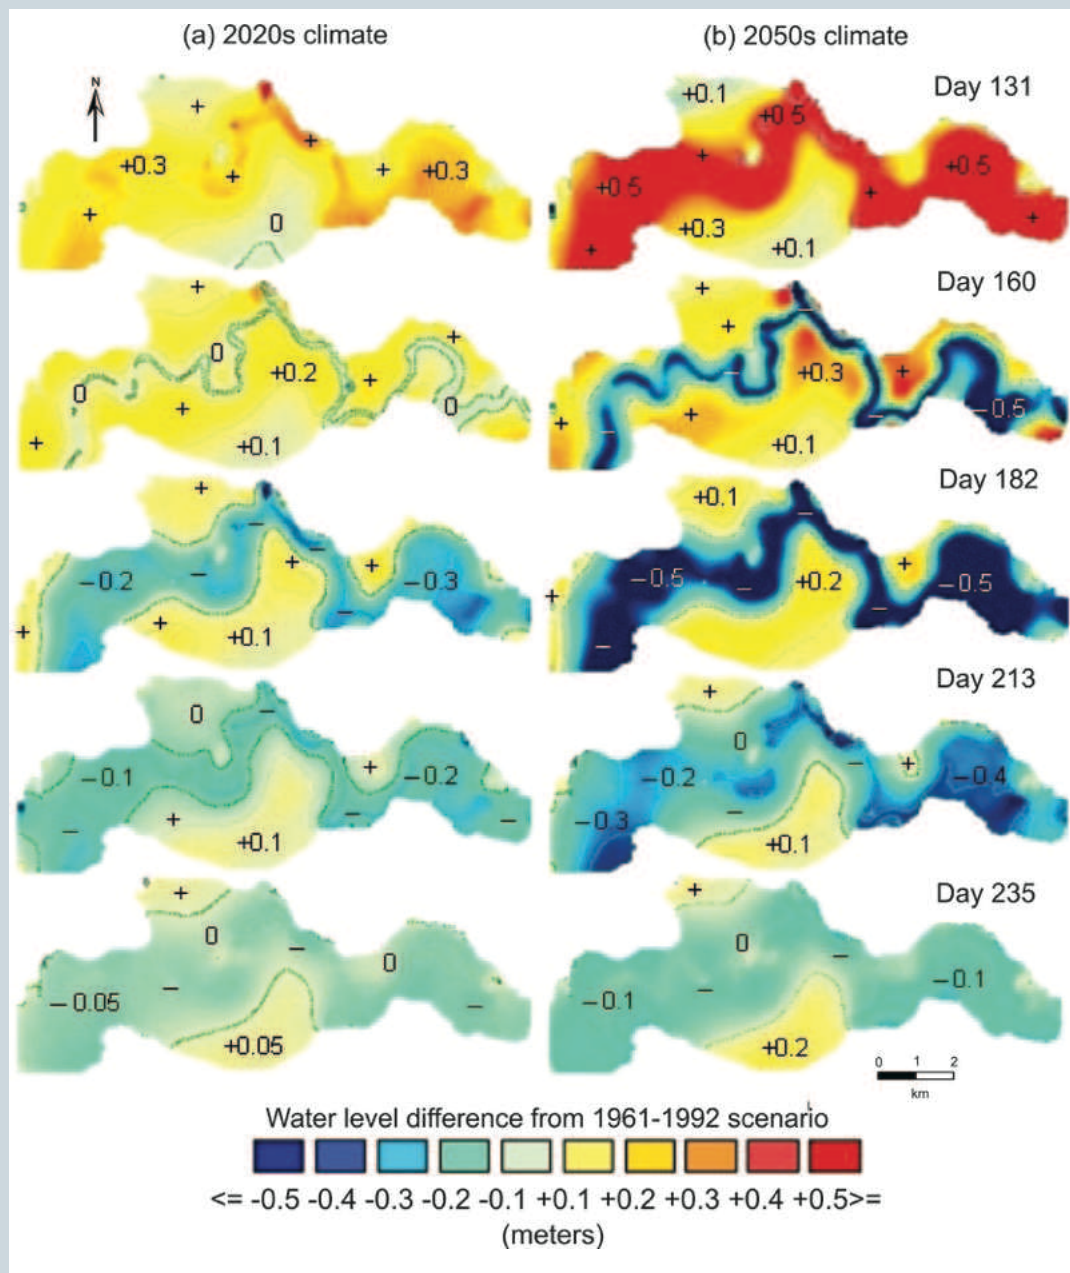 (a) 2020s climate (b) 2050s climate
N
Day 131
+ +0.1 +0.5
+0.3 + + + +0.3 + +0.5 +0.5
+ 0 + +0.3 +0.1 + +
Day 160
+ +
0 0 +0.2 + + 0 + − +0.3 + −
+ + +0.1 + − + +0.1 − −0.5
Day 182
+ − − +0.1 −
−0.2 − + + −0.3 + −0.5 − +0.2 + −0.5
+ + +0.1 − − −
Day 213
0 − + 0
−0.1 + −0.2 −0.2 − + −0.4
− + +0.1 − − −0.3 − +0.1
Day 235
+ +
0 − 0 0 −
−0.05 − − −0.1 − −0.1
+0.05 +0.2
0 1 2
km
Water level difference from 1961-1992 scenario
<= -0.5 -0.4 -0.3 -0.2 -0.1 +0.1 +0.2 +0.3 +0.4 +0.5>=
(meters)